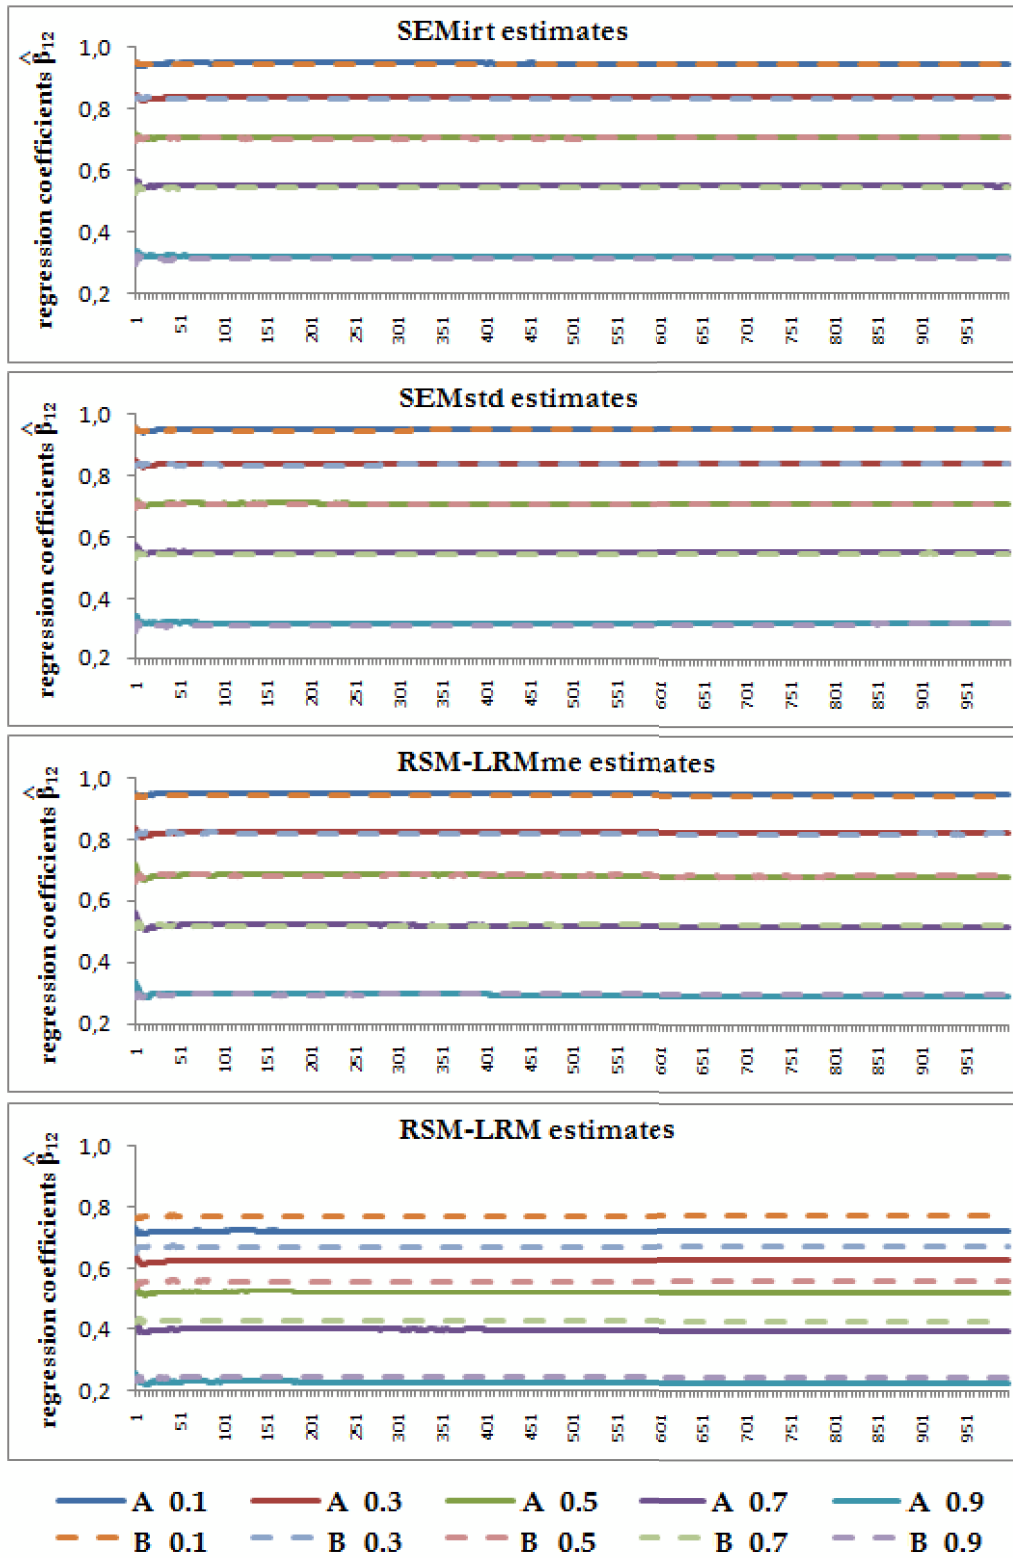 SEMirt estimates
regression coefficients β̂12
1,0
0,8
0,6
0,4
0,2
1 51 101 151 201 251 301 351 401 451 501 551 601 651 701 751 801 851 901 951
SEMstd estimates
regression coefficients β̂12
1,0
0,8
0,6
0,4
0,2
1 51 101 151 201 251 301 351 401 451 501 551 601 651 701 751 801 851 901 951
RSM-LRMme estimates
regression coefficients β̂12
1,0
0,8
0,6
0,4
0,2
1 51 101 151 201 251 301 351 401 451 501 551 601 651 701 751 801 851 901 951
RSM-LRM estimates
regression coefficients β̂12
1,0
0,8
0,6
0,4
0,2
1 51 101 151 201 251 301 351 401 451 501 551 601 651 701 751 801 851 901 951
A 0.1 A 0.3 A 0.5 A 0.7 A 0.9
B 0.1 B 0.3 B 0.5 B 0.7 B 0.9